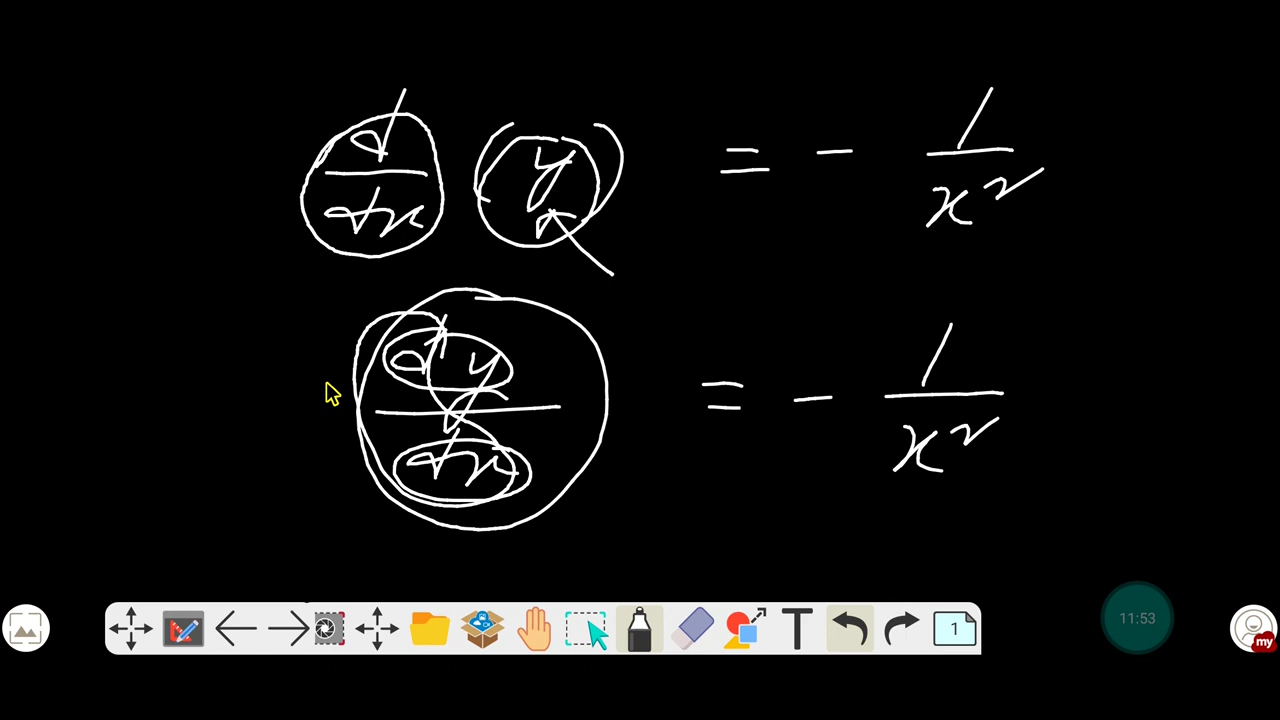 d/dx (y) = - 1/x²
dy/dx = - 1/x²
1
11:53
my